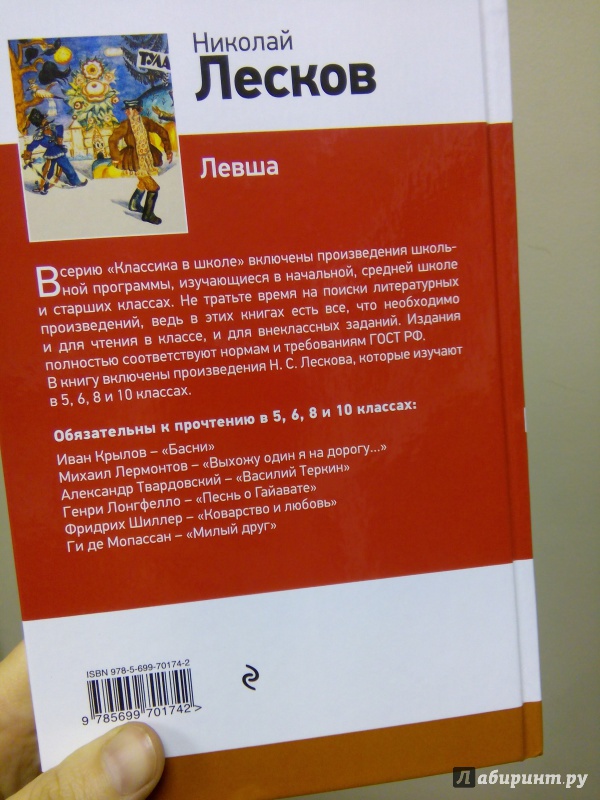 ТУЛА
Николай
Лесков
Левша
В серию «Классика в школе» включены произведения школь-
ной программы, изучающиеся в начальной, средней школе
и старших классах. Не тратьте время на поиски литературных
произведений, ведь в этих книгах есть все, что необходимо
и для чтения в классе, и для внеклассных заданий. Издания
полностью соответствуют нормам и требованиям ГОСТ РФ.
В книгу включены произведения Н. С. Лескова, которые изучают
в 5, 6, 8 и 10 классах.
Обязательны к прочтению в 5, 6, 8 и 10 классах:
Иван Крылов – «Басни»
Михаил Лермонтов – «Выхожу один я на дорогу...»
Александр Твардовский – «Василий Теркин»
Генри Лонгфелло – «Песнь о Гайавате»
Фридрих Шиллер – «Коварство и любовь»
Ги де Мопассан – «Милый друг»
ISBN 978-5-699-70174-2
9 785699 701742 >
Лабиринт.ру